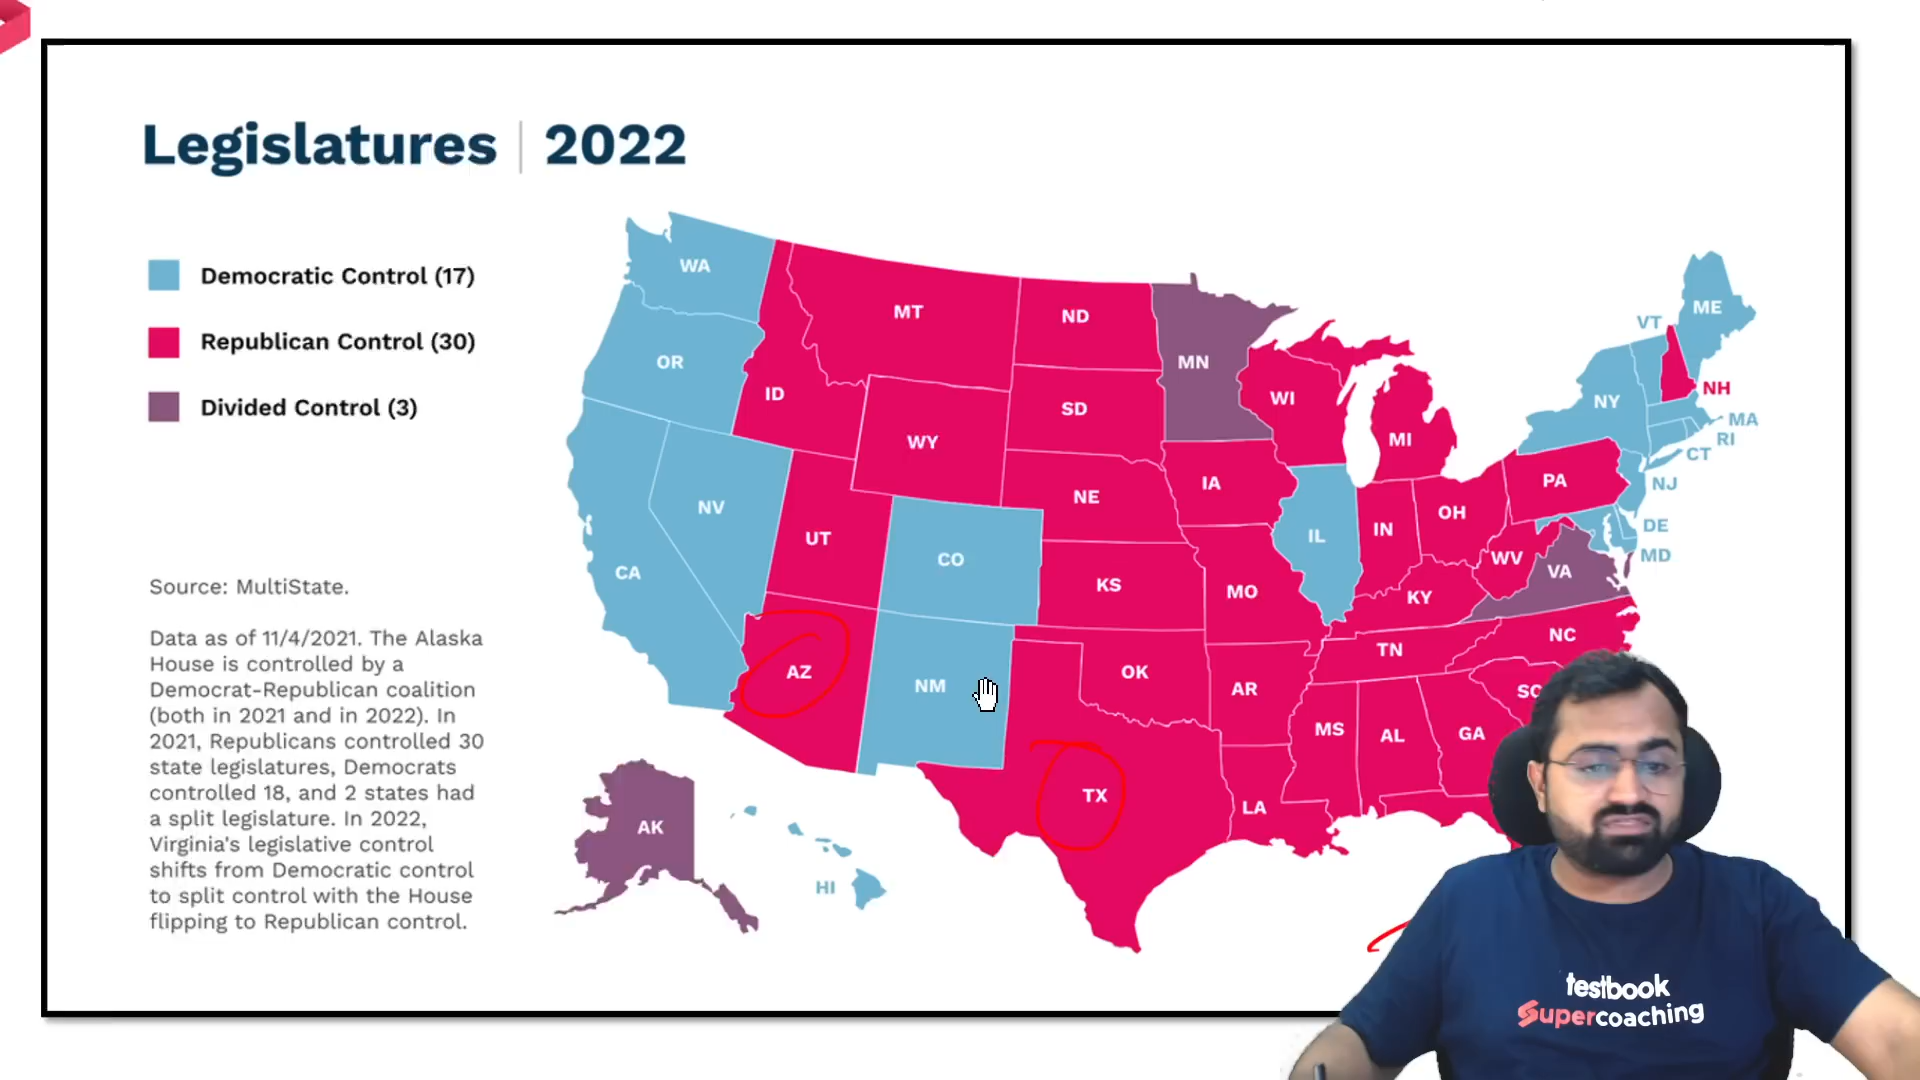 Legislatures | 2022
Democratic Control (17)
Republican Control (30)
Divided Control (3)
Source: MultiState.
Data as of 11/4/2021. The Alaska
House is controlled by a
Democrat-Republican coalition
(both in 2021 and in 2022). In
2021, Republicans controlled 30
state legislatures, Democrats
controlled 18, and 2 states had
a split legislature. In 2022,
Virginia's legislative control
shifts from Democratic control
to split control with the House
flipping to Republican control.
WA
MT
ND
MN
VT
ME
OR
ID
SD
WI
MI
NY
NH
MA
RI
CT
WY
NE
IA
PA
NJ
NV
UT
CO
IL
IN
OH
DE
MD
CA
KS
MO
KY
WV
VA
AZ
NM
OK
AR
TN
NC
SC
MS
AL
GA
TX
LA
AK
HI
testbook
Supercoaching